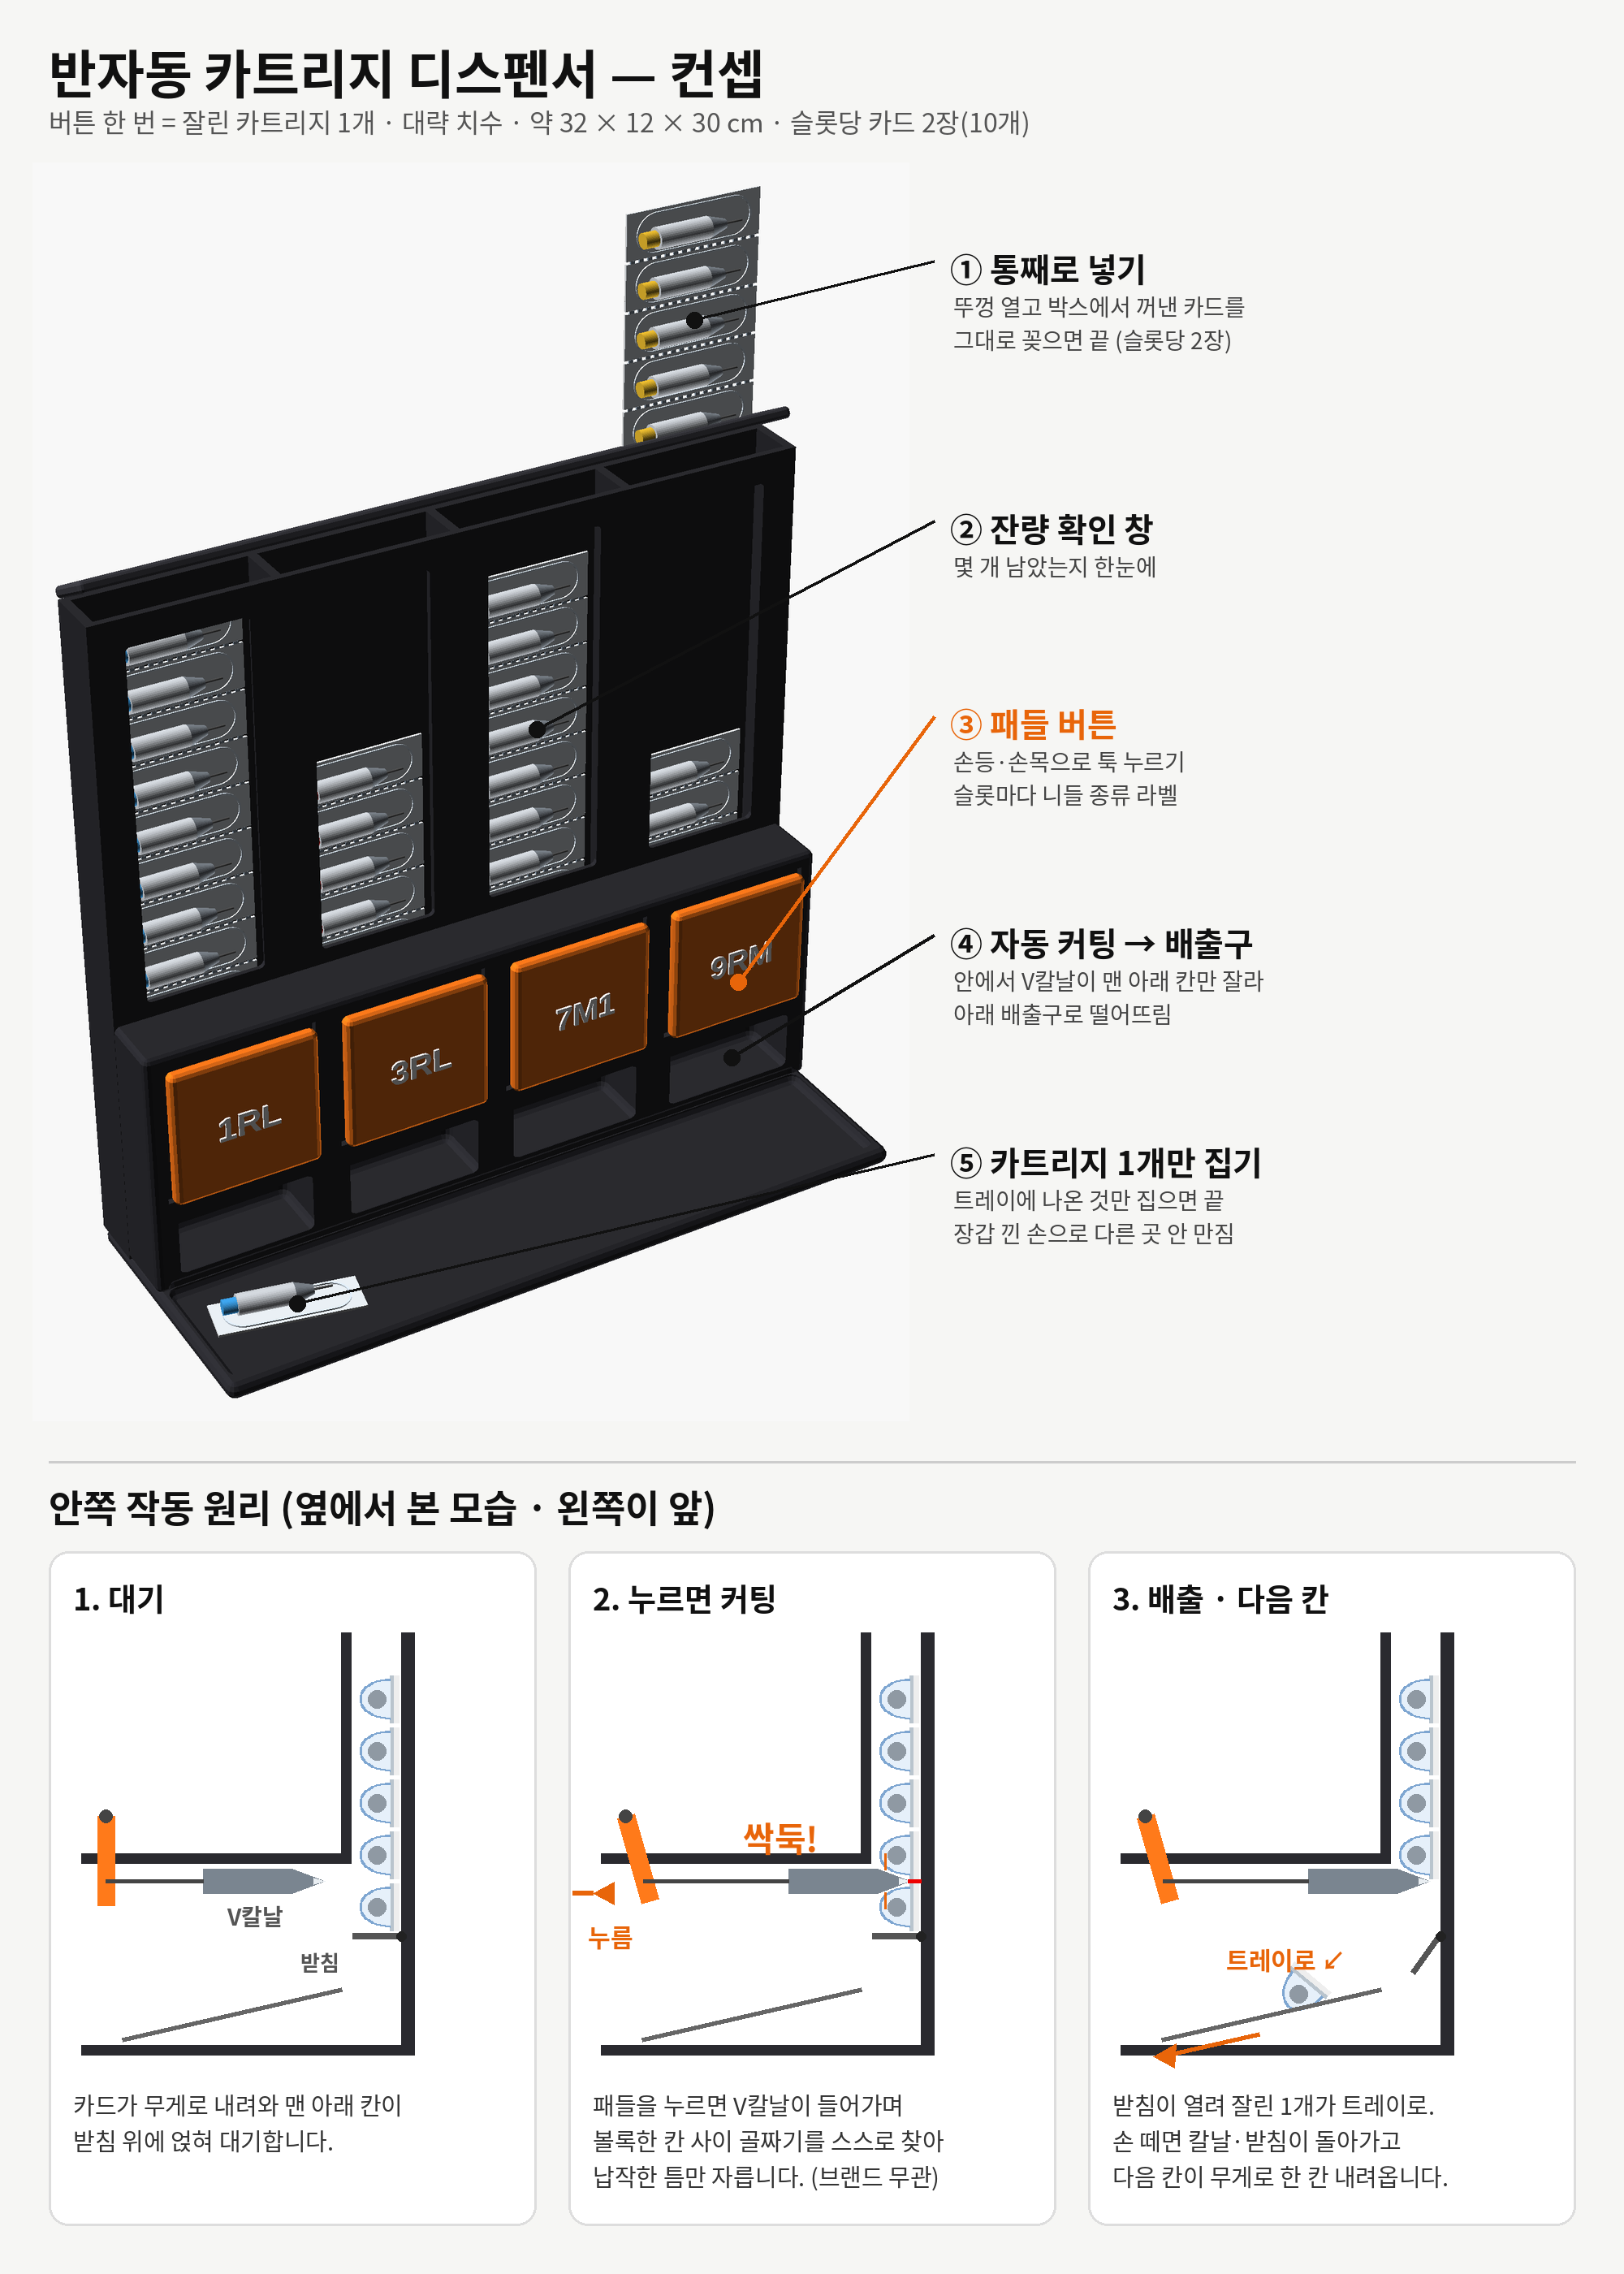 반자동 카트리지 디스펜서 — 컨셉
버튼 한 번 = 잘린 카트리지 1개 · 대략 치수 · 약 32 × 12 × 30 cm · 슬롯당 카드 2장(10개)
① 통째로 넣기
뚜껑 열고 박스에서 꺼낸 카드를
그대로 꽂으면 끝 (슬롯당 2장)
② 잔량 확인 창
몇 개 남았는지 한눈에
③ 패들 버튼
손등·손목으로 툭 누르기
슬롯마다 니들 종류 라벨
④ 자동 커팅 → 배출구
안에서 V칼날이 맨 아래 칸만 잘라
아래 배출구로 떨어뜨림
⑤ 카트리지 1개만 집기
트레이에 나온 것만 집으면 끝
장갑 낀 손으로 다른 곳 안 만짐
1RL
3RL
7M1
9RM
안쪽 작동 원리 (옆에서 본 모습 · 왼쪽이 앞)
1. 대기
V칼날
받침
카드가 무게로 내려와 맨 아래 칸이
받침 위에 얹혀 대기합니다.
2. 누르면 커팅
싹둑!
누름
패들을 누르면 V칼날이 들어가며
볼록한 칸 사이 골짜기를 스스로 찾아
납작한 틈만 자릅니다. (브랜드 무관)
3. 배출 · 다음 칸
트레이로 ↙
받침이 열려 잘린 1개가 트레이로.
손 떼면 칼날·받침이 돌아가고
다음 칸이 무게로 한 칸 내려옵니다.